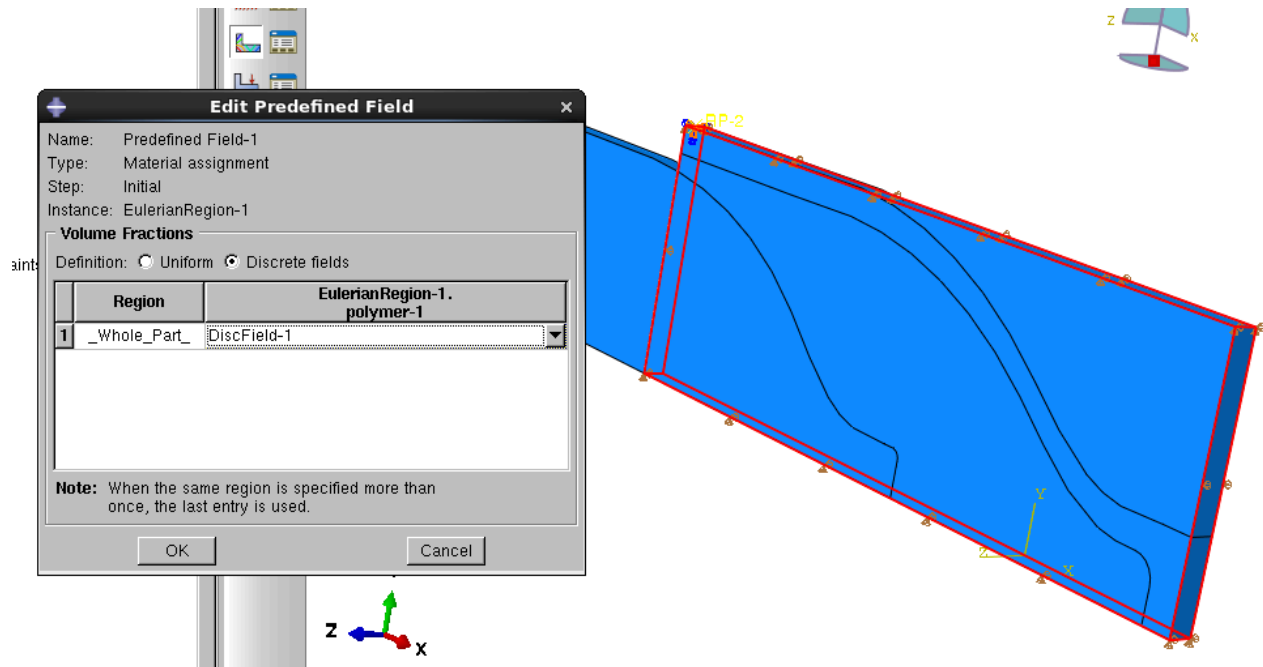 Z
X
Edit Predefined Field
Name: Predefined Field-1
Type: Material assignment
Step: Initial
Instance: EulerianRegion-1
Volume Fractions
aints
Definition: Uniform Discrete fields
Region
EulerianRegion-1.
polymer-1
1 _Whole_Part_ DiscField-1
Note: When the same region is specified more than
once, the last entry is used.
OK Cancel
RP-2
Y
Z
X
Z
X